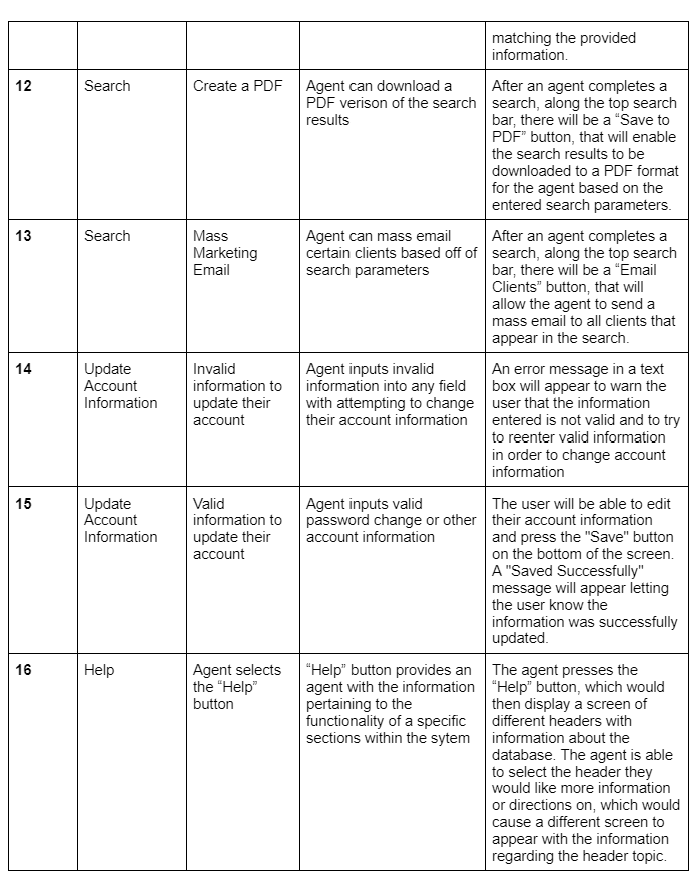 matching the provided
information.
12
Search
Create a PDF
Agent can download a
PDF verison of the search
results
After an agent completes a
search, along the top search
bar, there will be a “Save to
PDF” button, that will enable
the search results to be
downloaded to a PDF format
for the agent based on the
entered search parameters.
13
Search
Mass
Marketing
Email
Agent can mass email
certain clients based off of
search parameters
After an agent completes a
search, along the top search
bar, there will be a “Email
Clients” button, that will
allow the agent to send a
mass email to all clients that
appear in the search.
14
Update
Account
Information
Invalid
information to
update their
account
Agent inputs invalid
information into any field
with attempting to change
their account information
An error message in a text
box will appear to warn the
user that the information
entered is not valid and to try
to reenter valid information
in order to change account
information
15
Update
Account
Information
Valid
information to
update their
account
Agent inputs valid
password change or other
account information
The user will be able to edit
their account information
and press the "Save" button
on the bottom of the screen.
A "Saved Successfully"
message will appear letting
the user know the
information was successfully
updated.
16
Help
Agent selects
the “Help”
button
“Help” button provides an
agent with the information
pertaining to the
functionality of a specific
sections within the sytem
The agent presses the
“Help” button, which would
then display a screen of
different headers with
information about the
database. The agent is able
to select the header they
would like more information
or directions on, which would
cause a different screen to
appear with the information
regarding the header topic.